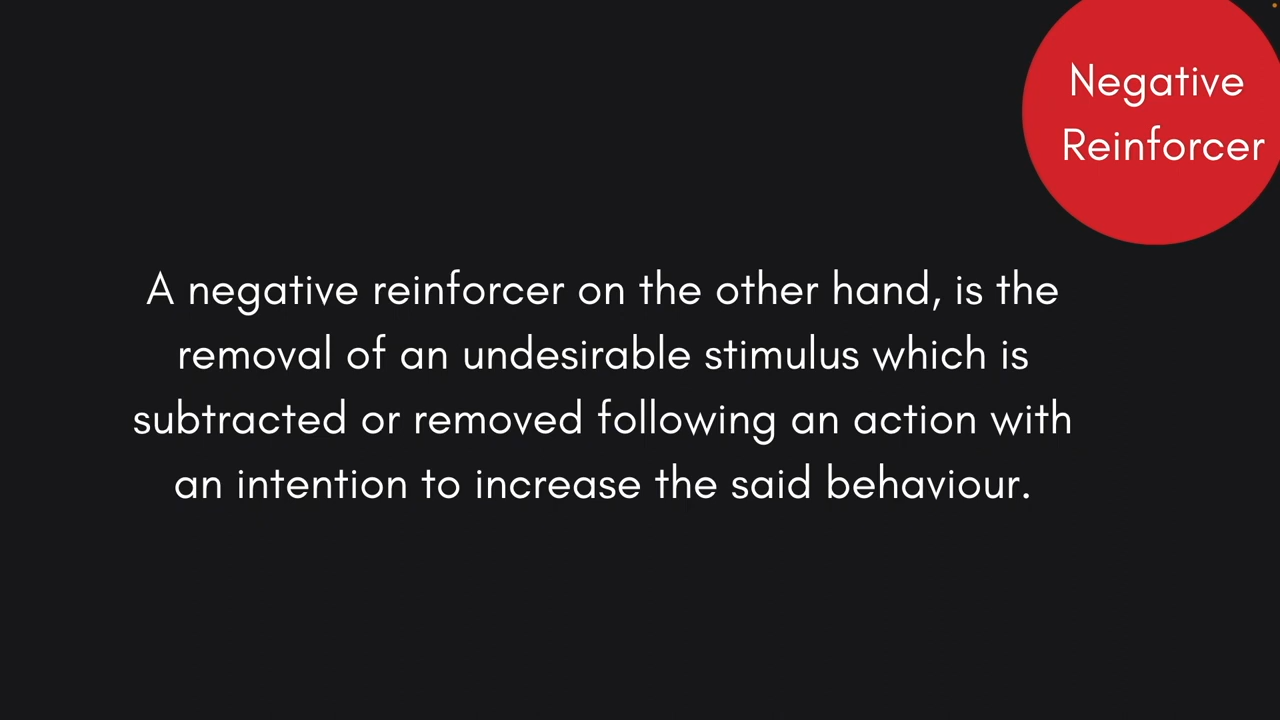 Negative
Reinforcer
A negative reinforcer on the other hand, is the
removal of an undesirable stimulus which is
subtracted or removed following an action with
an intention to increase the said behaviour.